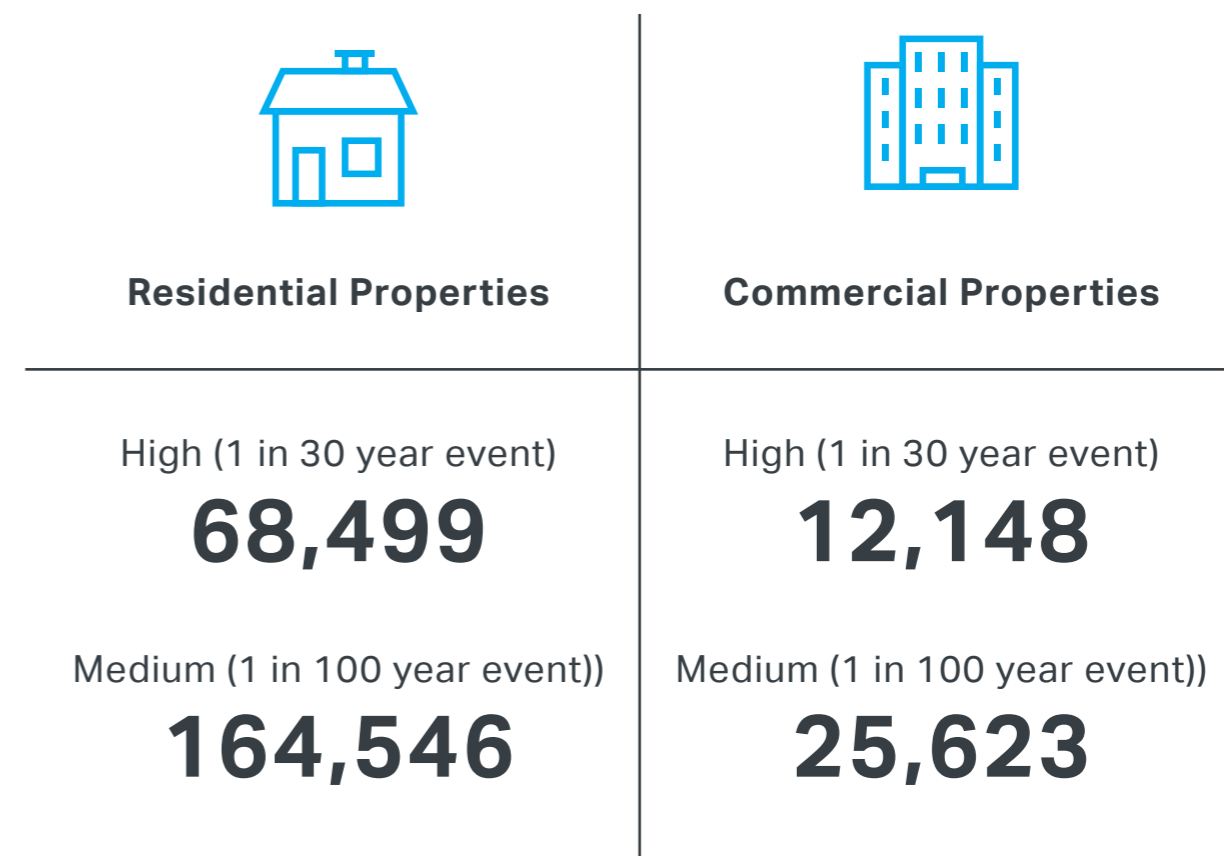 Residential Properties
Commercial Properties
High (1 in 30 year event)
68,499
High (1 in 30 year event)
12,148
Medium (1 in 100 year event))
164,546
Medium (1 in 100 year event))
25,623